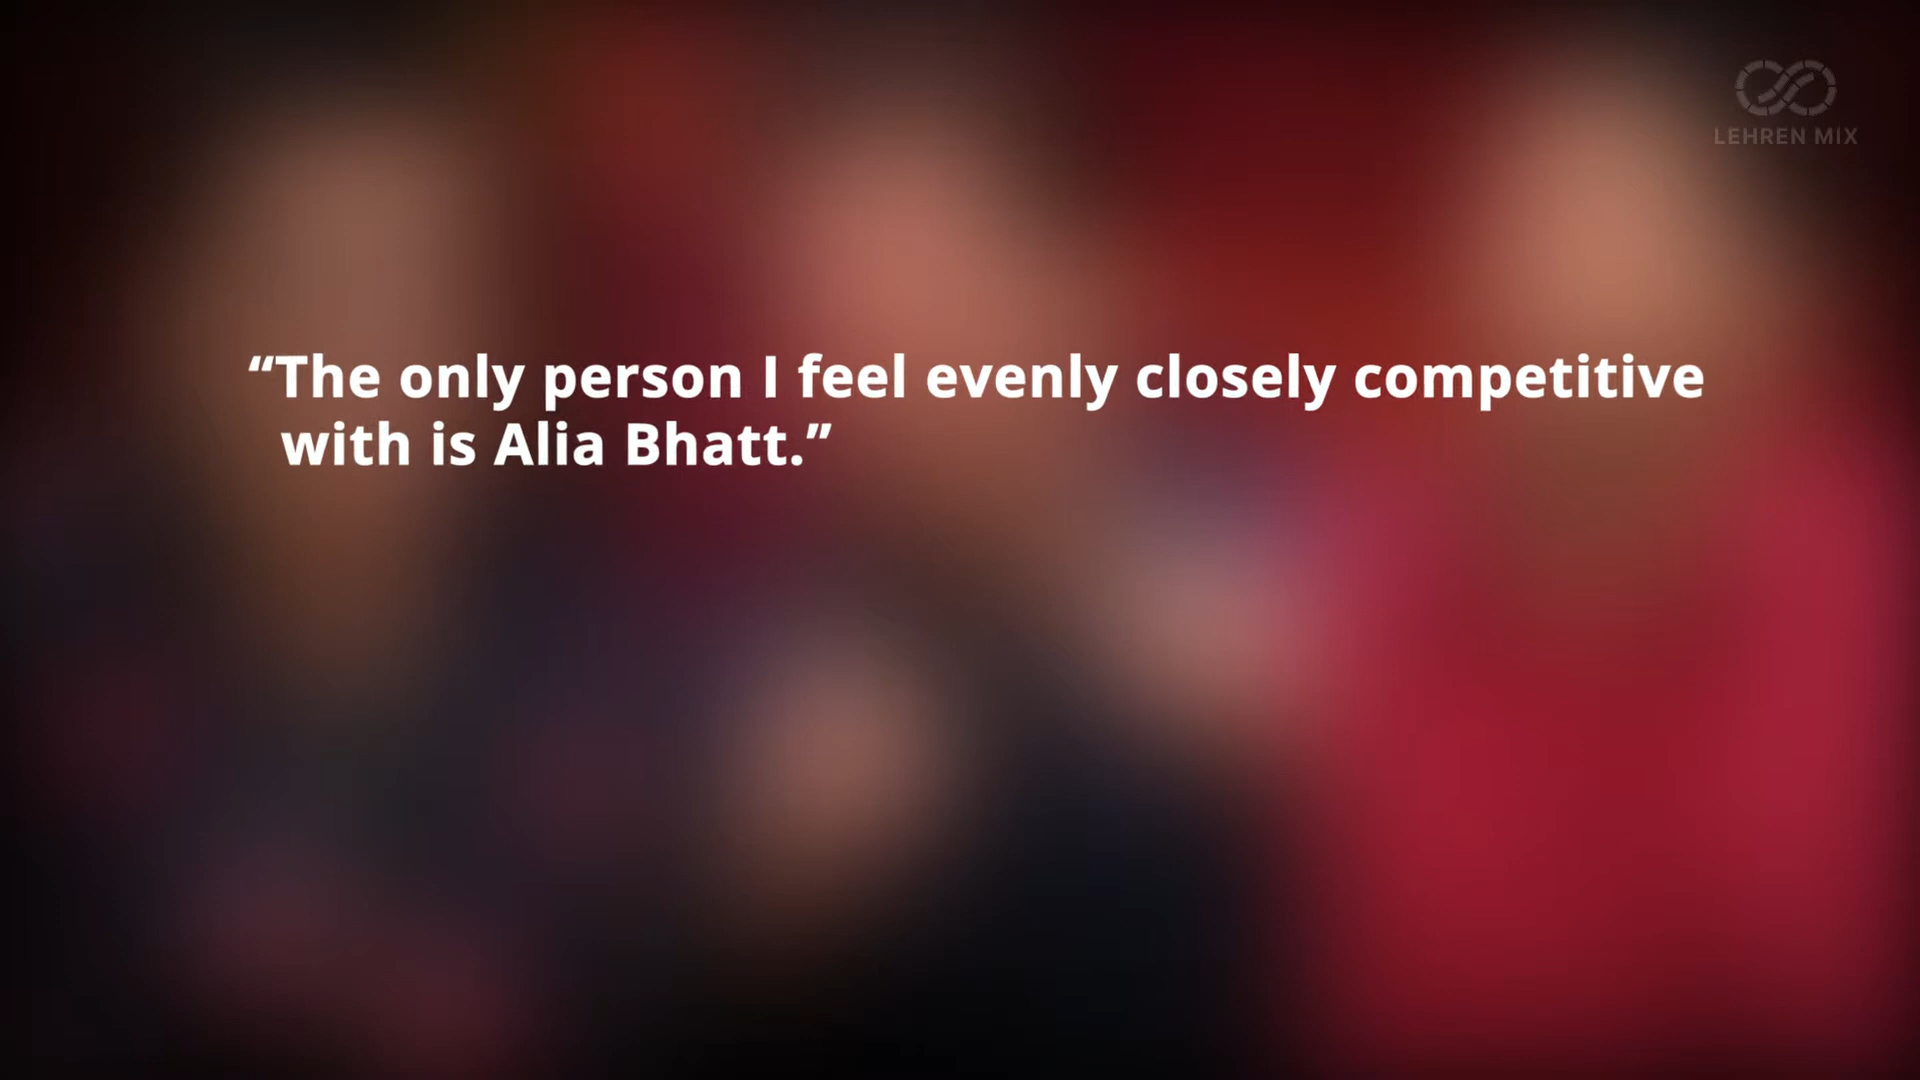 LEHREN MIX
“The only person I feel evenly closely competitive
with is Alia Bhatt.”